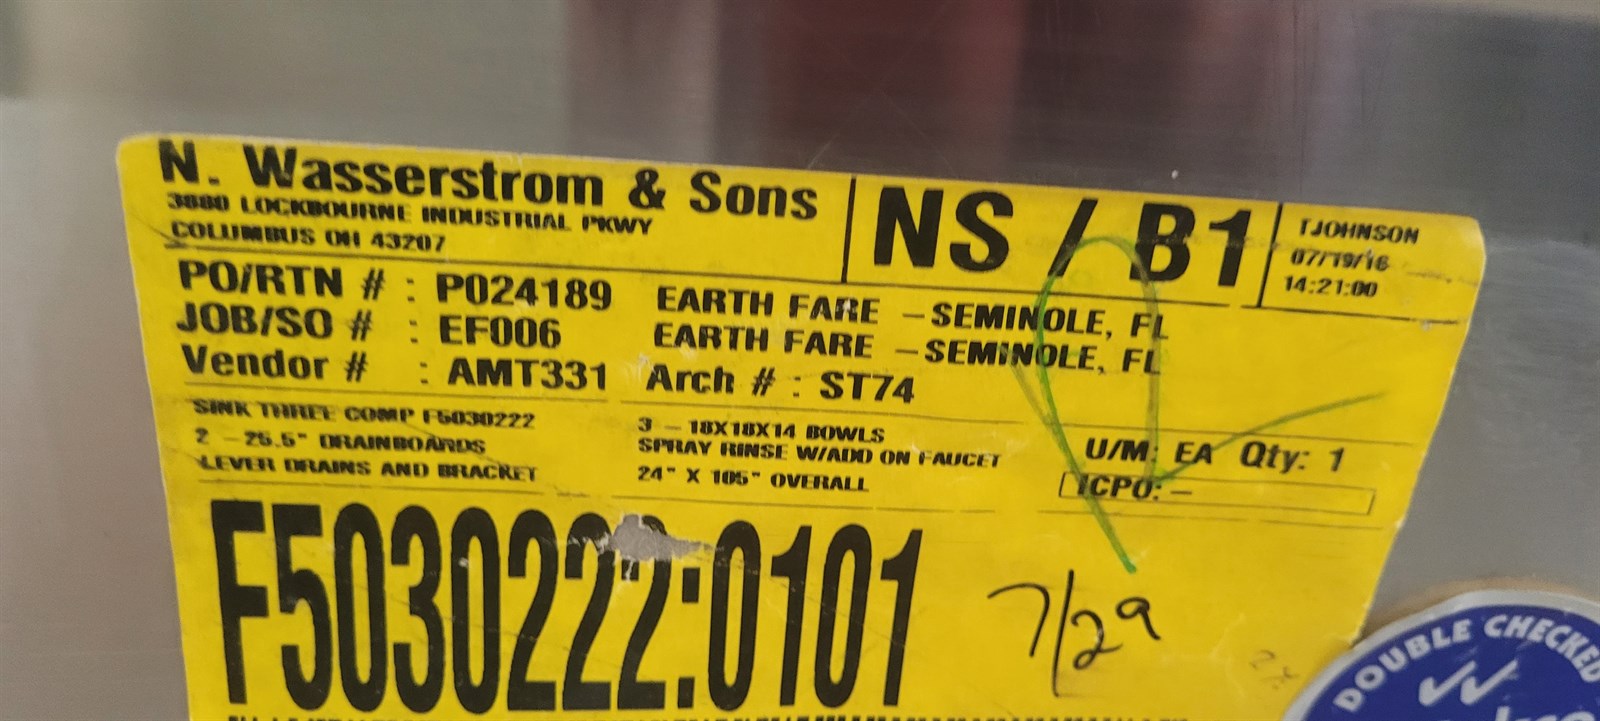 N. Wasserstrom & Sons
3880 LOCKBOURNE INDUSTRIAL PKWY
COLUMBUS OH 43207
NS / B1
TJOHNSON
07/19/16
14:21:00
PO/RTN # : P024189 EARTH FARE – SEMINOLE, FL
JOB/SO # : EF006 EARTH FARE – SEMINOLE, FL
Vendor # : AMT331 Arch # : ST74
SINK THREE COMP F5030222
2 – 25.5" DRAINBOARDS
LEVER DRAINS AND BRACKET
3 – 18X18X14 BOWLS
SPRAY RINSE W/ADD ON FAUCET
24" X 105" OVERALL
U/M: EA Qty: 1
ICPO: –
F5030222:0101
7/29
DOUBLE CHECKED